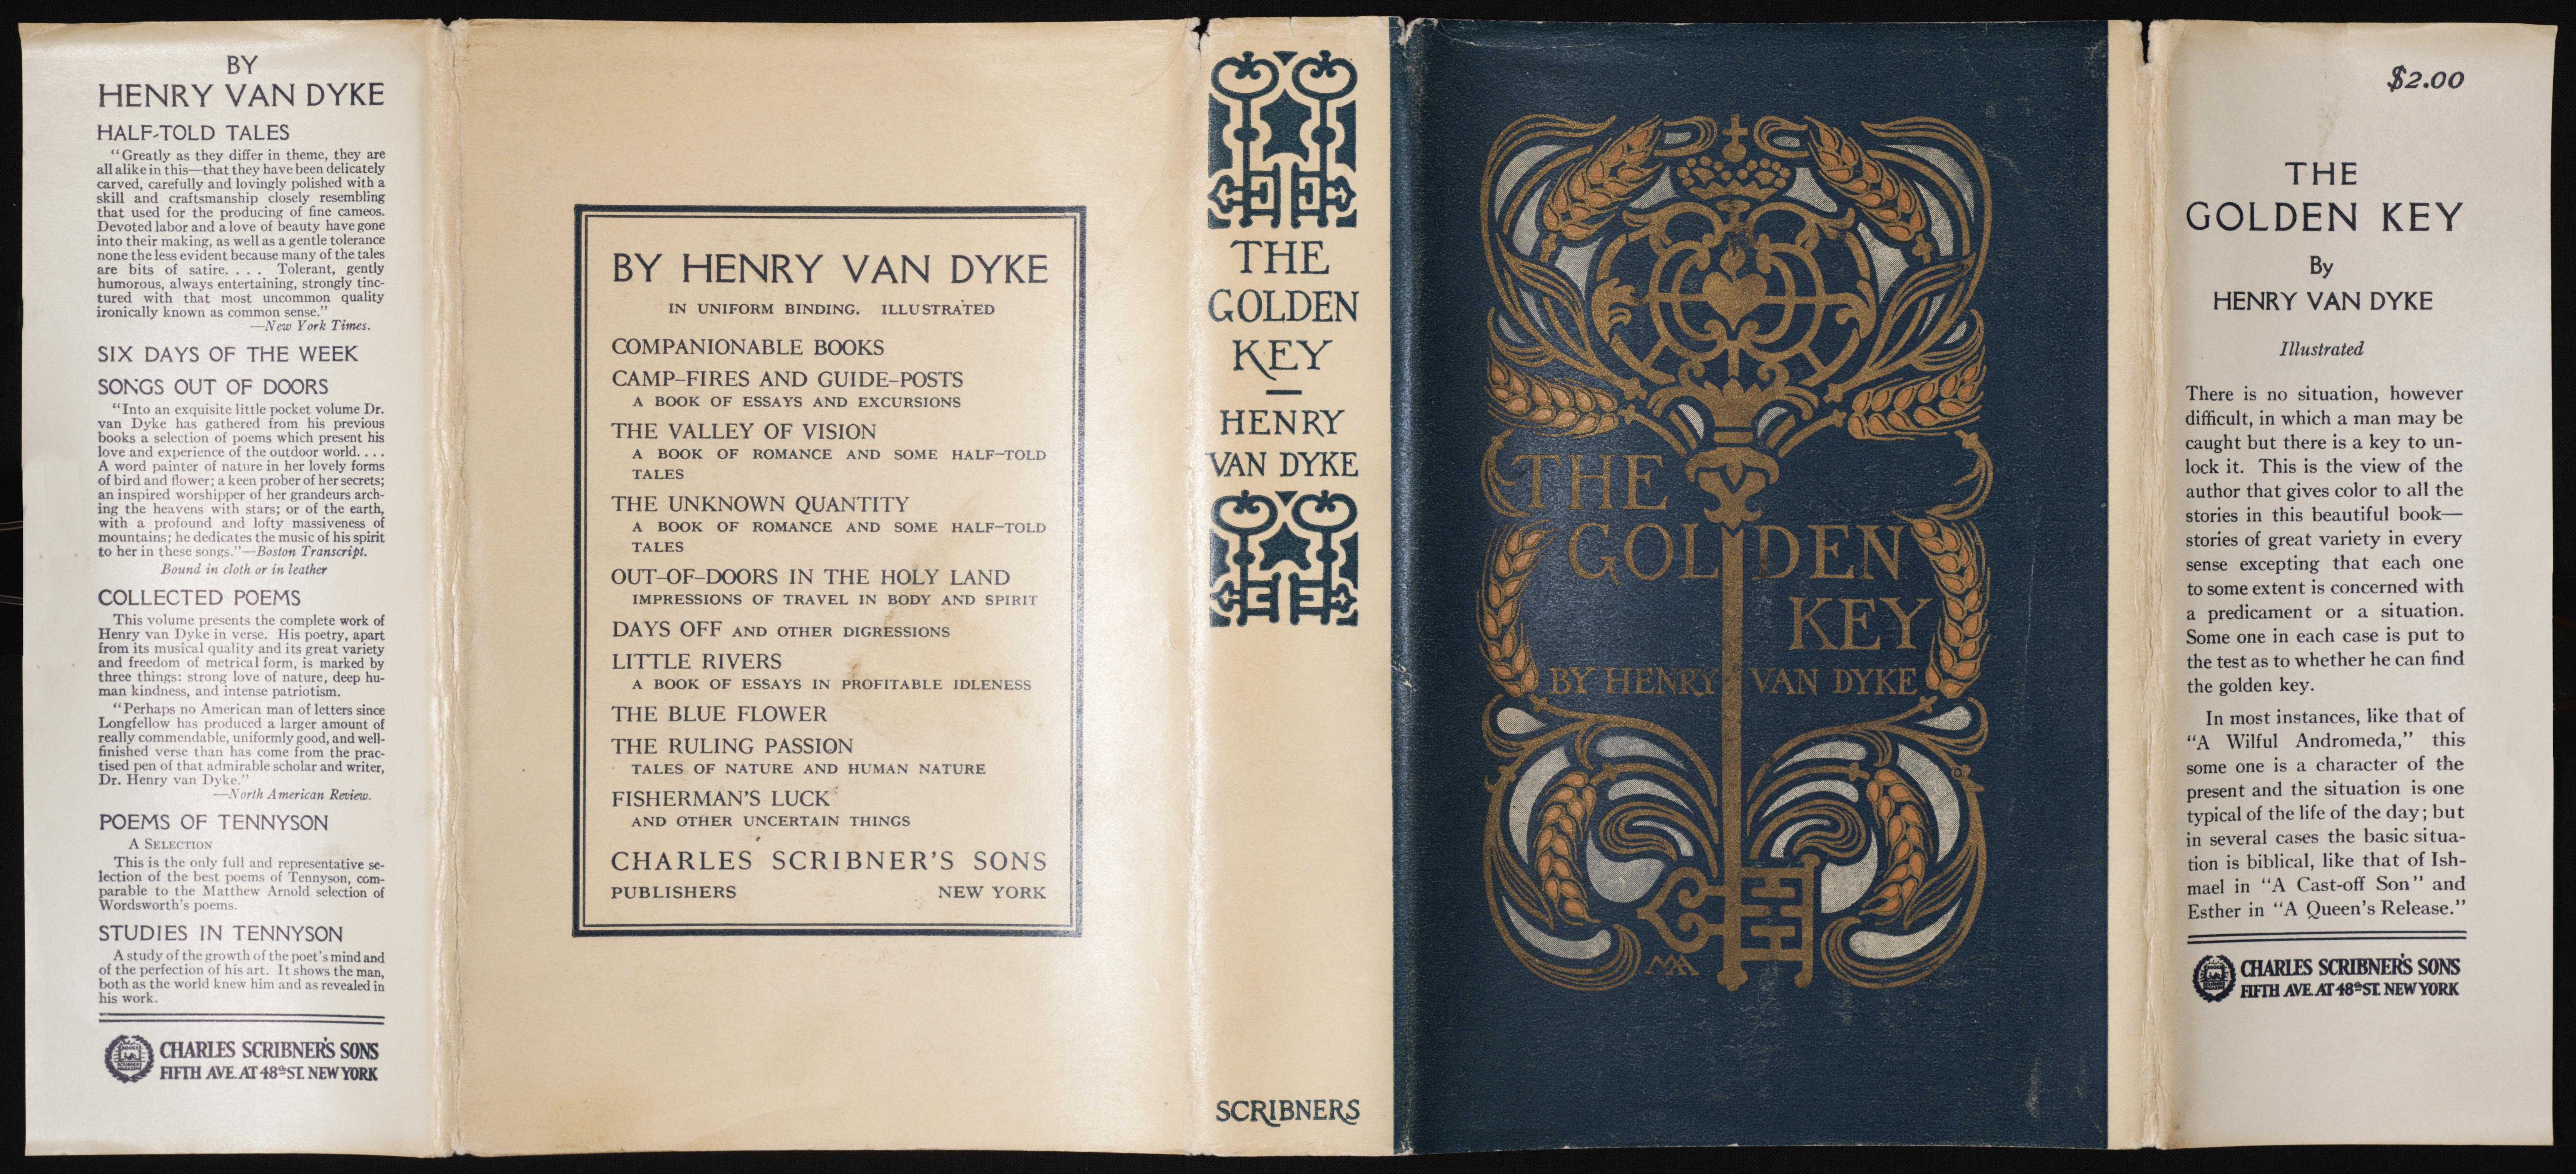 BY
HENRY VAN DYKE
HALF-TOLD TALES
“Greatly as they differ in theme, they are
all alike in this—that they have been delicately
carved, carefully and lovingly polished with a
skill and craftsmanship closely resembling
that used for the producing of fine cameos.
Devoted labor and a love of beauty have gone
into their making, as well as a gentle tolerance
none the less evident because many of the tales
are bits of satire. . . . Tolerant, gently
humorous, always entertaining, strongly tinc-
tured with that most uncommon quality
ironically known as common sense.”
—New York Times.
SIX DAYS OF THE WEEK
SONGS OUT OF DOORS
“Into an exquisite little pocket volume Dr.
van Dyke has gathered from his previous
books a selection of poems which present his
love and experience of the outdoor world. . . .
A word painter of nature in her lovely forms
of bird and flower; a keen prober of her secrets;
an inspired worshipper of her grandeurs arch-
ing the heavens with stars; or of the earth,
with a profound and lofty massiveness of
mountains; he dedicates the music of his spirit
to her in these songs.”—Boston Transcript.
Bound in cloth or in leather
COLLECTED POEMS
This volume presents the complete work of
Henry van Dyke in verse. His poetry, apart
from its musical quality and its great variety
and freedom of metrical form, is marked by
three things: strong love of nature, deep hu-
man kindness, and intense patriotism.
“Perhaps no American man of letters since
Longfellow has produced a larger amount of
really commendable, uniformly good, and well-
finished verse than has come from the prac-
tised pen of that admirable scholar and writer,
Dr. Henry van Dyke.”
—North American Review.
POEMS OF TENNYSON
A SELECTION
This is the only full and representative se-
lection of the best poems of Tennyson, com-
parable to the Matthew Arnold selection of
Wordsworth’s poems.
STUDIES IN TENNYSON
A study of the growth of the poet’s mind and
of the perfection of his art. It shows the man,
both as the world knew him and as revealed in
his work.
CHARLES SCRIBNER'S SONS
FIFTH AVE. AT 48th ST. NEW YORK
BY HENRY VAN DYKE
IN UNIFORM BINDING. ILLUSTRATED
COMPANIONABLE BOOKS
CAMP-FIRES AND GUIDE-POSTS
A BOOK OF ESSAYS AND EXCURSIONS
THE VALLEY OF VISION
A BOOK OF ROMANCE AND SOME HALF-TOLD
TALES
THE UNKNOWN QUANTITY
A BOOK OF ROMANCE AND SOME HALF-TOLD
TALES
OUT-OF-DOORS IN THE HOLY LAND
IMPRESSIONS OF TRAVEL IN BODY AND SPIRIT
DAYS OFF AND OTHER DIGRESSIONS
LITTLE RIVERS
A BOOK OF ESSAYS IN PROFITABLE IDLENESS
THE BLUE FLOWER
THE RULING PASSION
TALES OF NATURE AND HUMAN NATURE
FISHERMAN'S LUCK
AND OTHER UNCERTAIN THINGS
CHARLES SCRIBNER'S SONS
PUBLISHERS NEW YORK
THE
GOLDEN
KEY
—
HENRY
VAN DYKE
SCRIBNERS
THE
GOLDEN
KEY
BY HENRY VAN DYKE
MA
$2.00
THE
GOLDEN KEY
By
HENRY VAN DYKE
Illustrated
There is no situation, however
difficult, in which a man may be
caught but there is a key to un-
lock it. This is the view of the
author that gives color to all the
stories in this beautiful book—
stories of great variety in every
sense excepting that each one
to some extent is concerned with
a predicament or a situation.
Some one in each case is put to
the test as to whether he can find
the golden key.
In most instances, like that of
“A Wilful Andromeda,” this
some one is a character of the
present and the situation is one
typical of the life of the day; but
in several cases the basic situa-
tion is biblical, like that of Ish-
mael in “A Cast-off Son” and
Esther in “A Queen’s Release.”
CHARLES SCRIBNER'S SONS
FIFTH AVE. AT 48th ST. NEW YORK